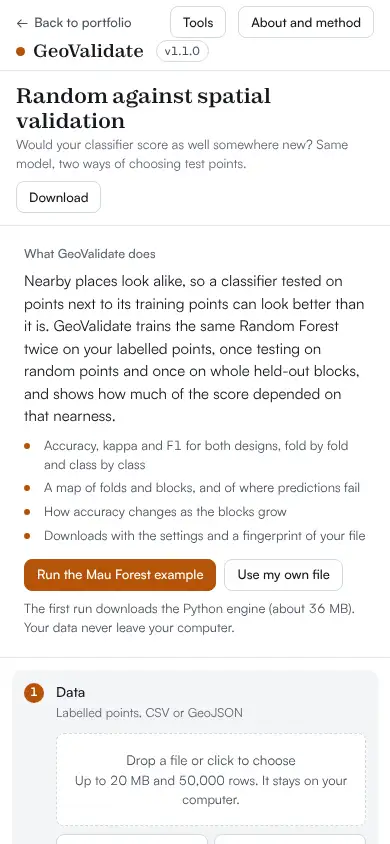 ← Back to portfolio
Tools
About and method
GeoValidate
v1.1.0
Random against spatial
validation
Would your classifier score as well somewhere new? Same
model, two ways of choosing test points.
Download
What GeoValidate does
Nearby places look alike, so a classifier tested on
points next to its training points can look better than
it is. GeoValidate trains the same Random Forest
twice on your labelled points, once testing on
random points and once on whole held-out blocks,
and shows how much of the score depended on
that nearness.
Accuracy, kappa and F1 for both designs, fold by fold
and class by class
A map of folds and blocks, and of where predictions fail
How accuracy changes as the blocks grow
Downloads with the settings and a fingerprint of your file
Run the Mau Forest example
Use my own file
The first run downloads the Python engine (about 36 MB).
Your data never leave your computer.
1
Data
Labelled points, CSV or GeoJSON
Drop a file or click to choose
Up to 20 MB and 50,000 rows. It stays on your
computer.